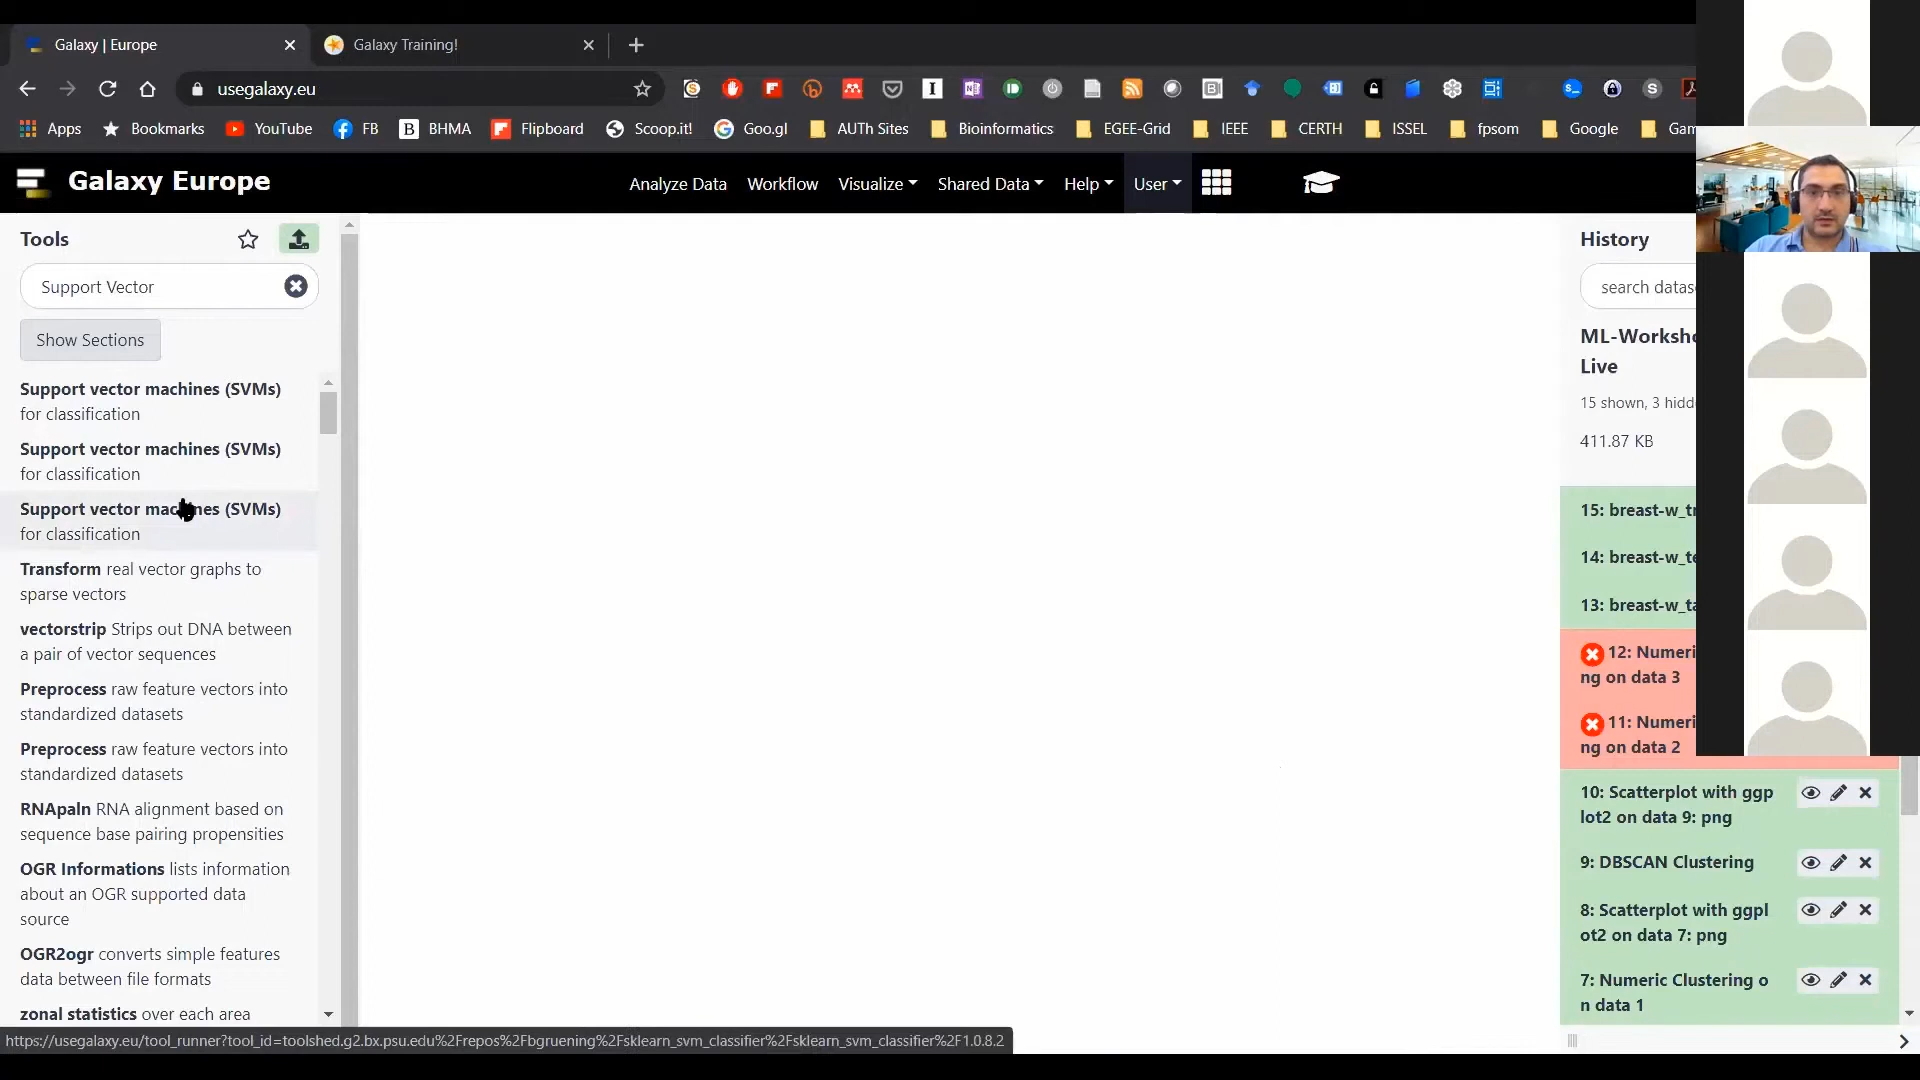 Galaxy | Europe
Galaxy Training!
usegalaxy.eu
Apps
Bookmarks
YouTube
FB
BHMA
Flipboard
Scoop.it!
Goo.gl
AUTh Sites
Bioinformatics
EGEE-Grid
IEEE
CERTH
ISSEL
fpsom
Google
Gam
Galaxy Europe
Analyze Data
Workflow
Visualize
Shared Data
Help
User
Tools
Support Vector
Show Sections
Support vector machines (SVMs)
for classification
Support vector machines (SVMs)
for classification
Support vector machines (SVMs)
for classification
Transform real vector graphs to
sparse vectors
vectorstrip Strips out DNA between
a pair of vector sequences
Preprocess raw feature vectors into
standardized datasets
Preprocess raw feature vectors into
standardized datasets
RNApaln RNA alignment based on
sequence base pairing propensities
OGR Informations lists information
about an OGR supported data
source
OGR2ogr converts simple features
data between file formats
zonal statistics over each area
https://usegalaxy.eu/tool_runner?tool_id=toolshed.g2.bx.psu.edu%2Frepos%2Fbgruening%2Fsklearn_svm_classifier%2Fsklearn_svm_classifier%2F1.0.8.2
History
search datas
ML-Worksho
Live
15 shown, 3 hidd
411.87 KB
15: breast-w_tr
14: breast-w_te
13: breast-w_ta
12: Numeri
ng on data 3
11: Numeri
ng on data 2
10: Scatterplot with ggp
lot2 on data 9: png
9: DBSCAN Clustering
8: Scatterplot with ggpl
ot2 on data 7: png
7: Numeric Clustering o
n data 1